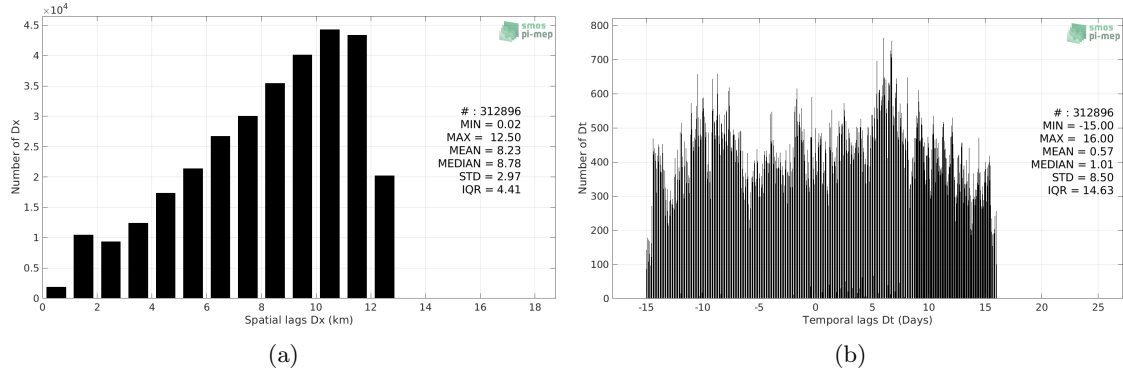 ×10⁴
4.5
4
3.5
3
2.5
2
1.5
1
0.5
0
Number of Dx
0 2 4 6 8 10 12 14 16 18
Spatial lags Dx (km)
smos
pi-mep
# : 312896
MIN = 0.02
MAX = 12.50
MEAN = 8.23
MEDIAN = 8.78
STD = 2.97
IQR = 4.41
(a)
800
700
600
500
400
300
200
100
0
Number of Dt
-15 -10 -5 0 5 10 15 20 25
Temporal lags Dt (Days)
smos
pi-mep
# : 312896
MIN = -15.00
MAX = 16.00
MEAN = 0.57
MEDIAN = 1.01
STD = 8.50
IQR = 14.63
(b)